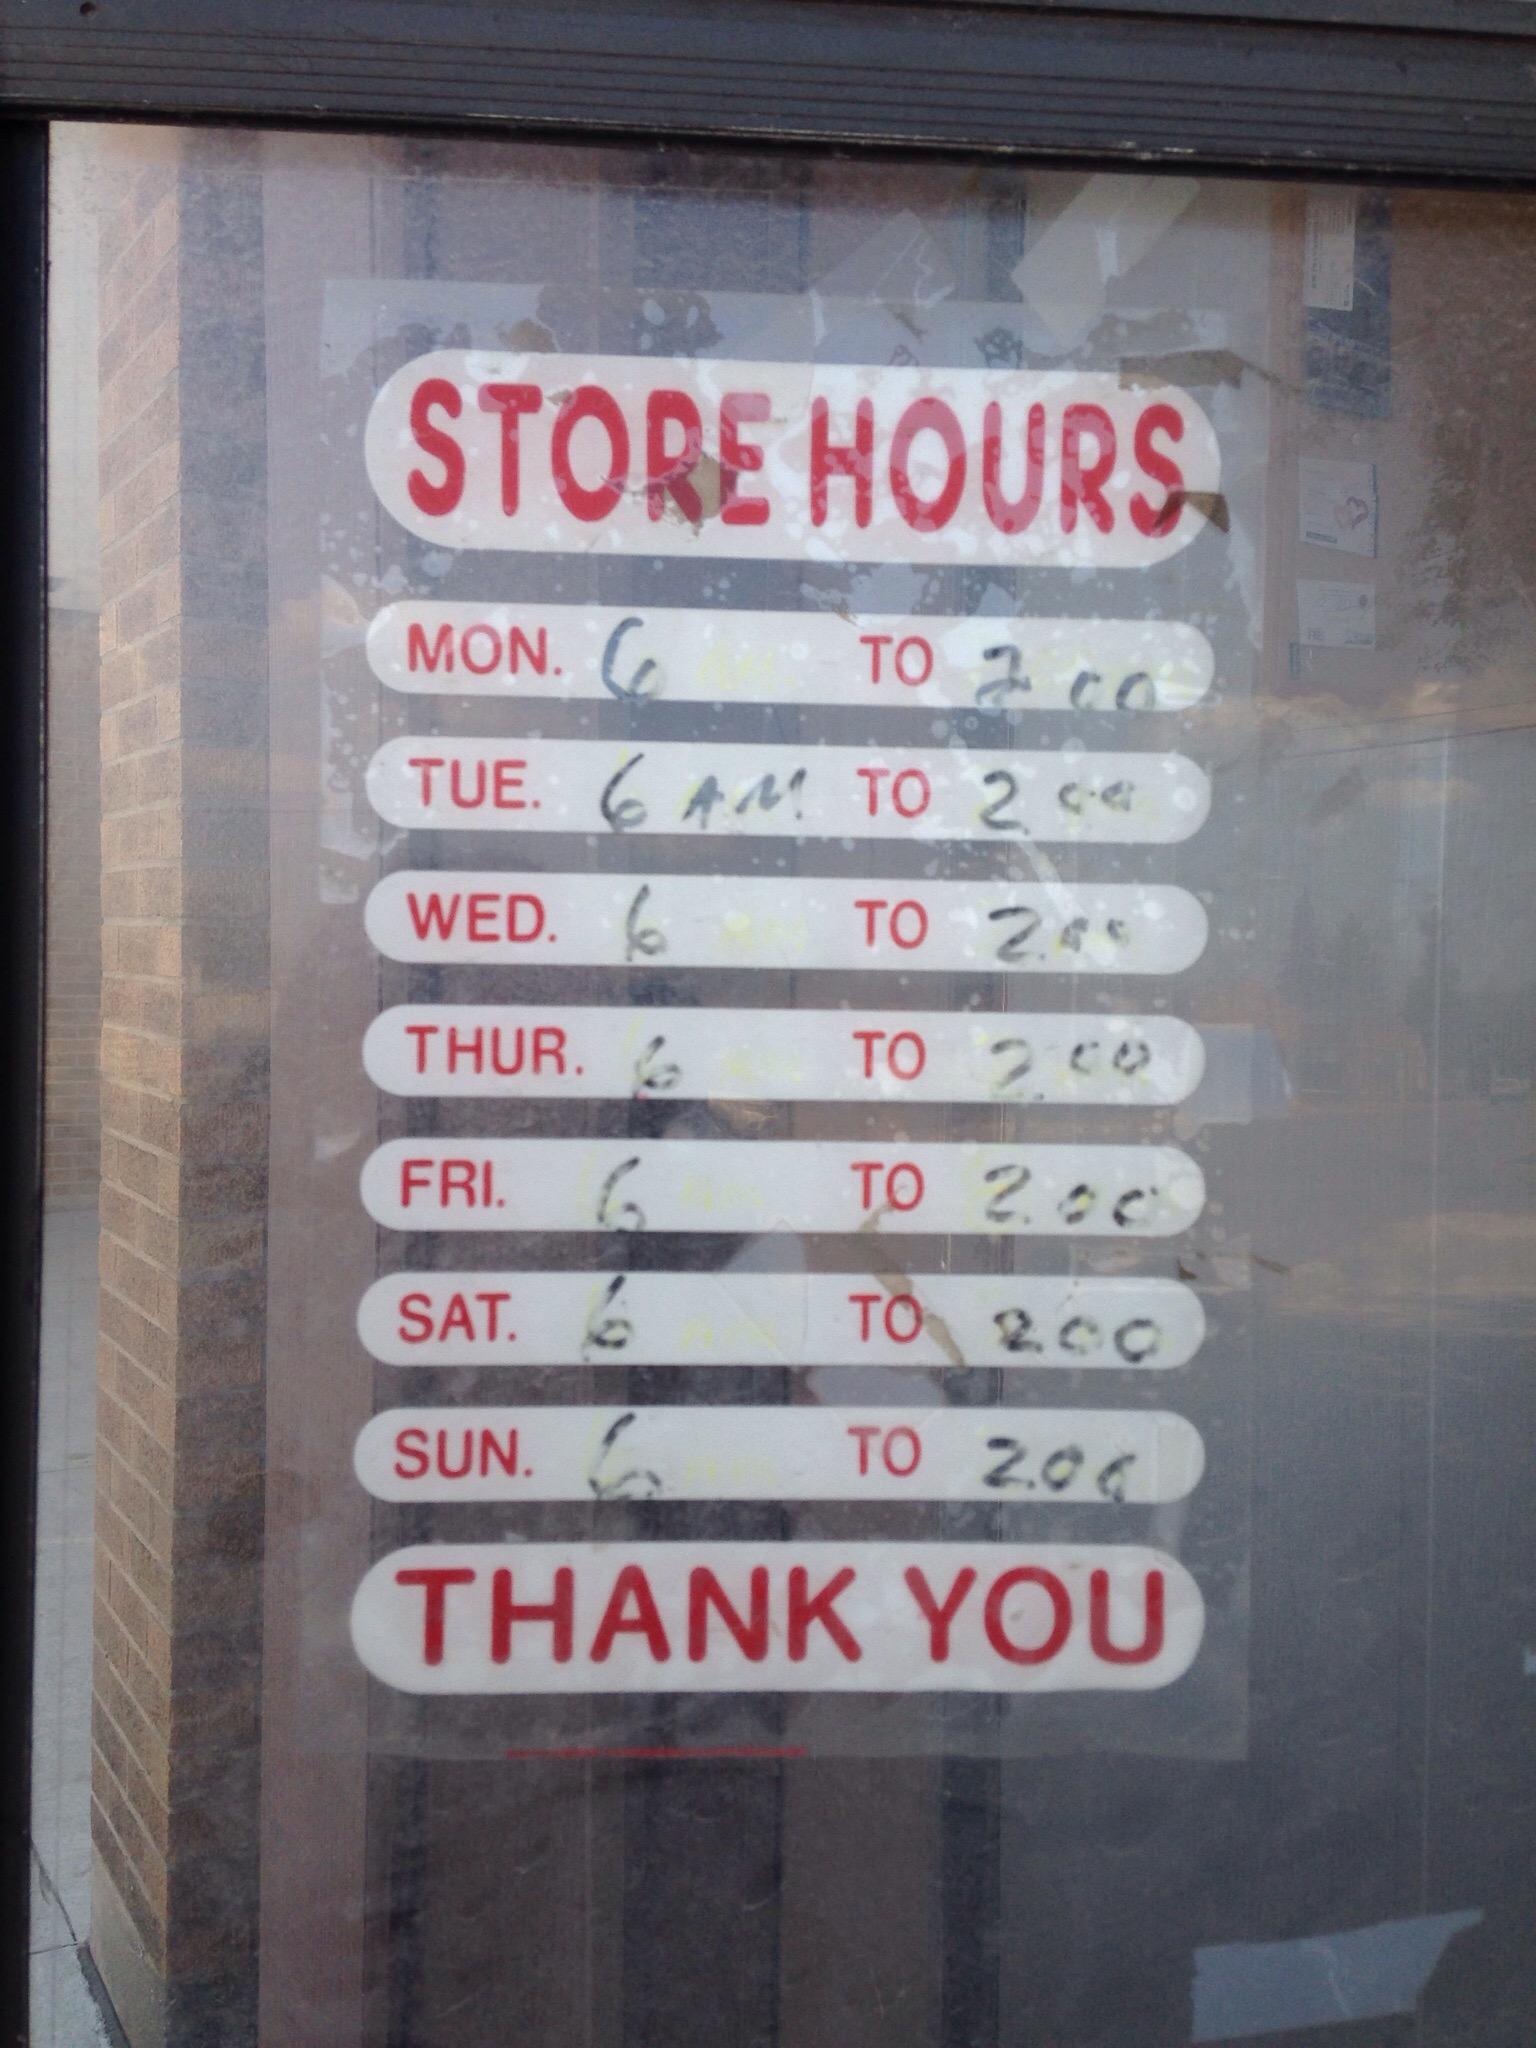 STORE HOURS
MON. 6 TO 2 00
TUE. 6 AM TO 2 00
WED. 6 TO 2.00
THUR. 6 TO 2.00
FRI. 6 TO 2.00
SAT. 6 TO 200
SUN. 6 TO 2.00
THANK YOU